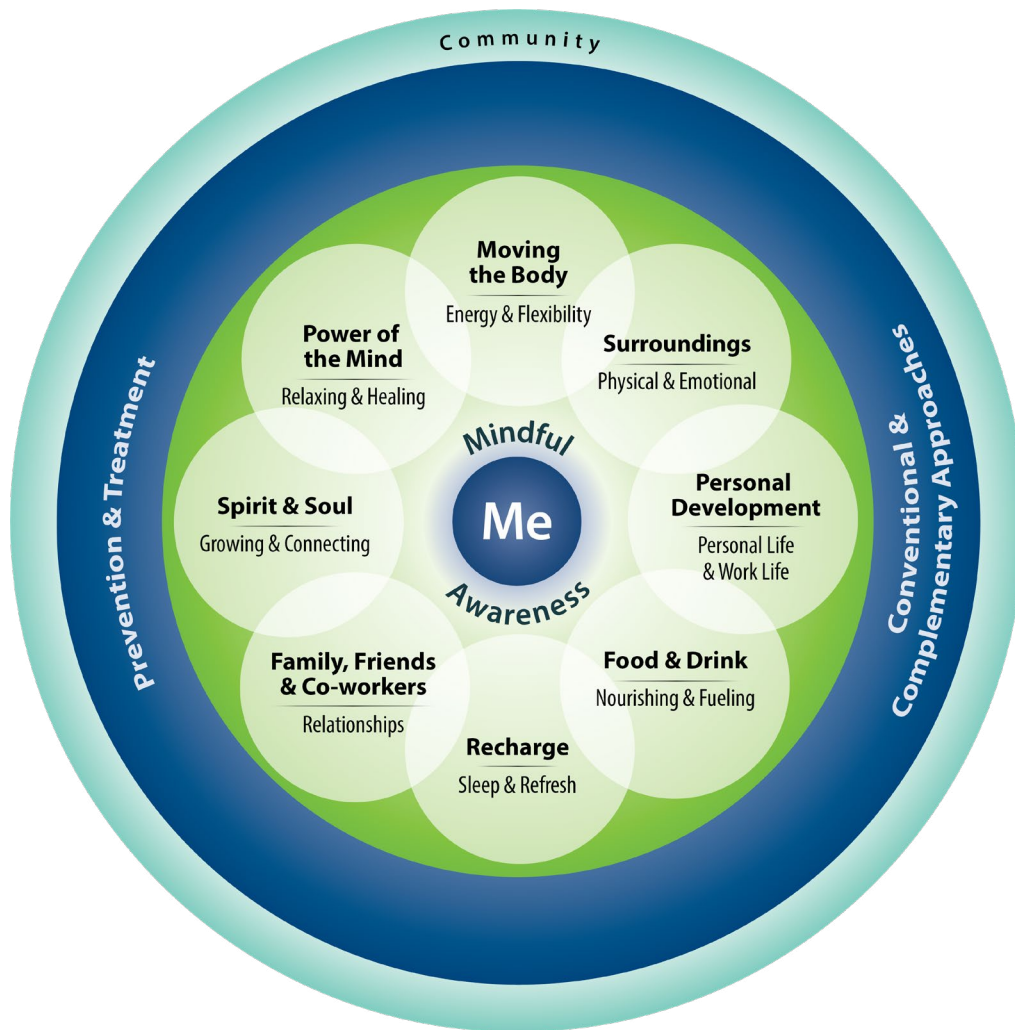 Community
Moving
the Body
Energy & Flexibility
Surroundings
Physical & Emotional
Personal
Development
Personal Life
& Work Life
Food & Drink
Nourishing & Fueling
Recharge
Sleep & Refresh
Family, Friends
& Co-workers
Relationships
Spirit & Soul
Growing & Connecting
Power of
the Mind
Relaxing & Healing
Mindful
Me
Awareness
Prevention & Treatment
Conventional &
Complementary Approaches